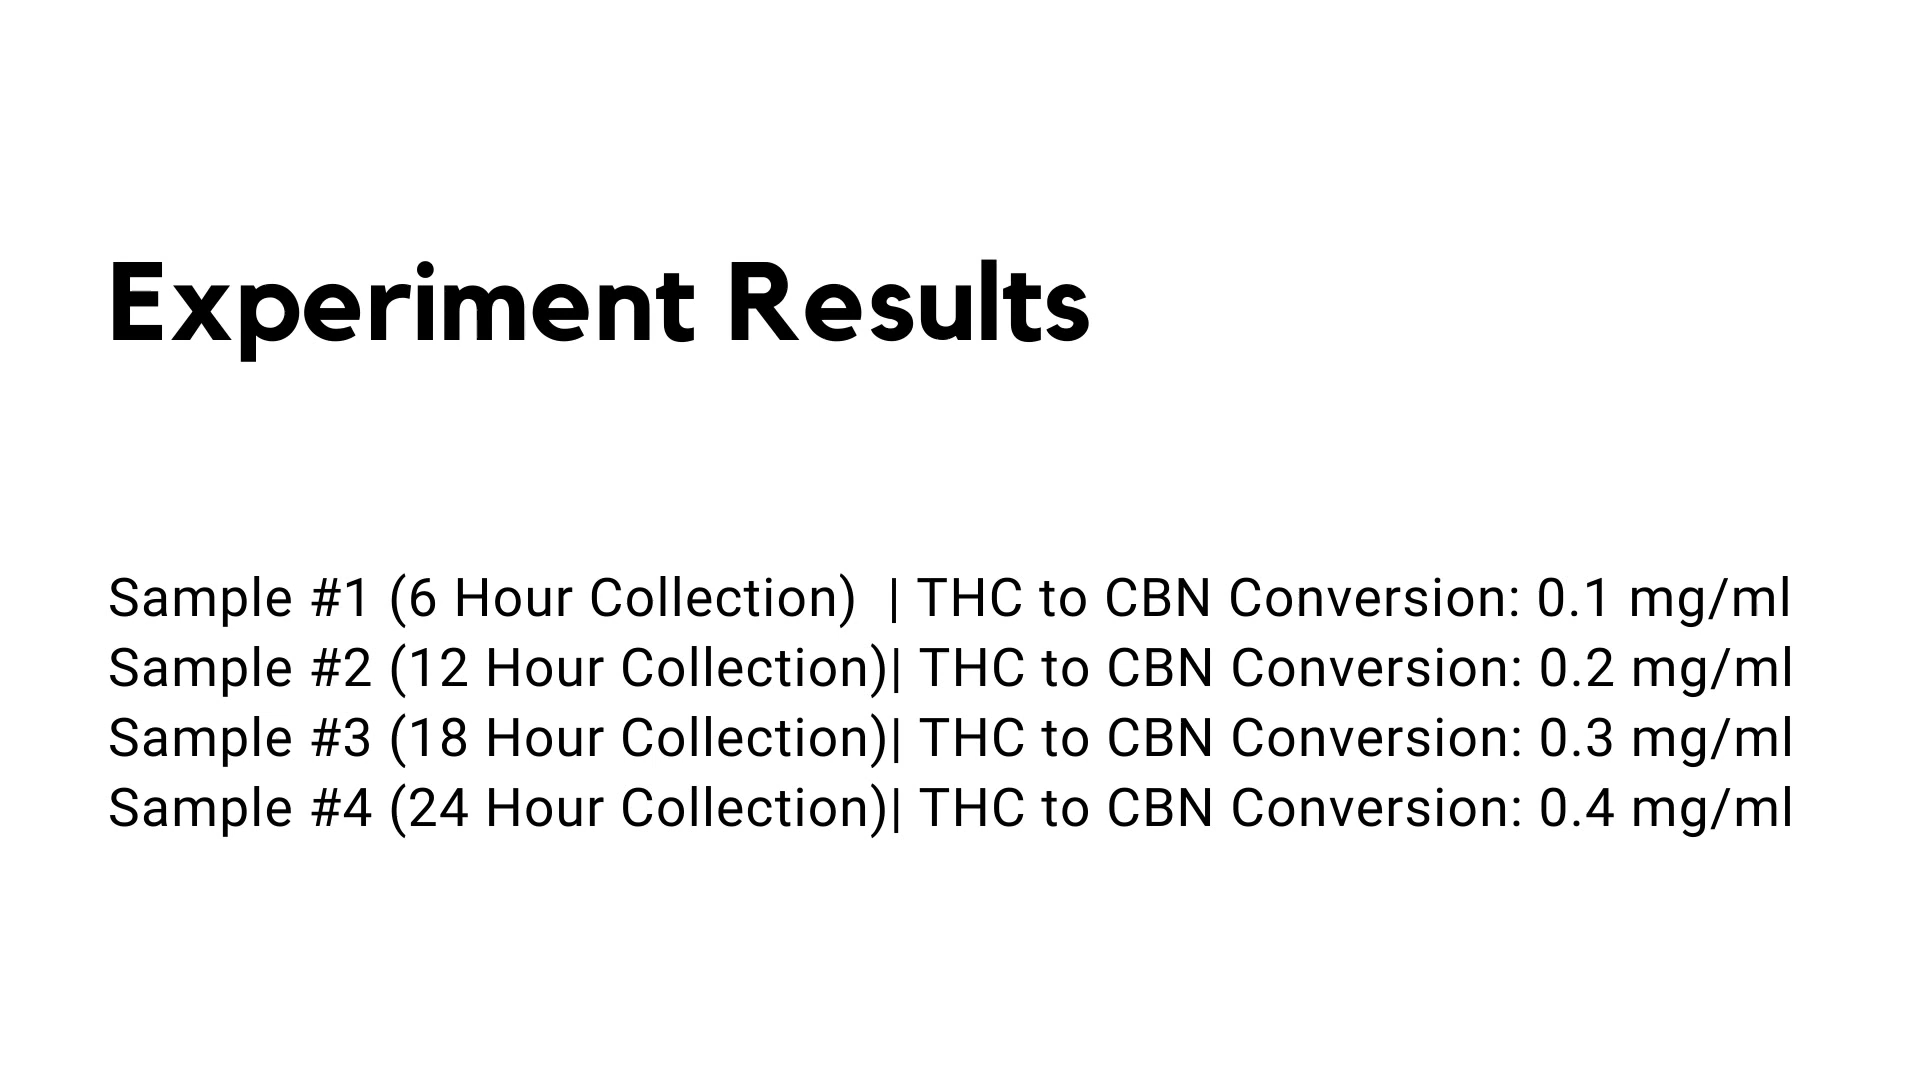 Experiment Results
Sample #1 (6 Hour Collection)  | THC to CBN Conversion: 0.1 mg/ml
Sample #2 (12 Hour Collection)| THC to CBN Conversion: 0.2 mg/ml
Sample #3 (18 Hour Collection)| THC to CBN Conversion: 0.3 mg/ml
Sample #4 (24 Hour Collection)| THC to CBN Conversion: 0.4 mg/ml